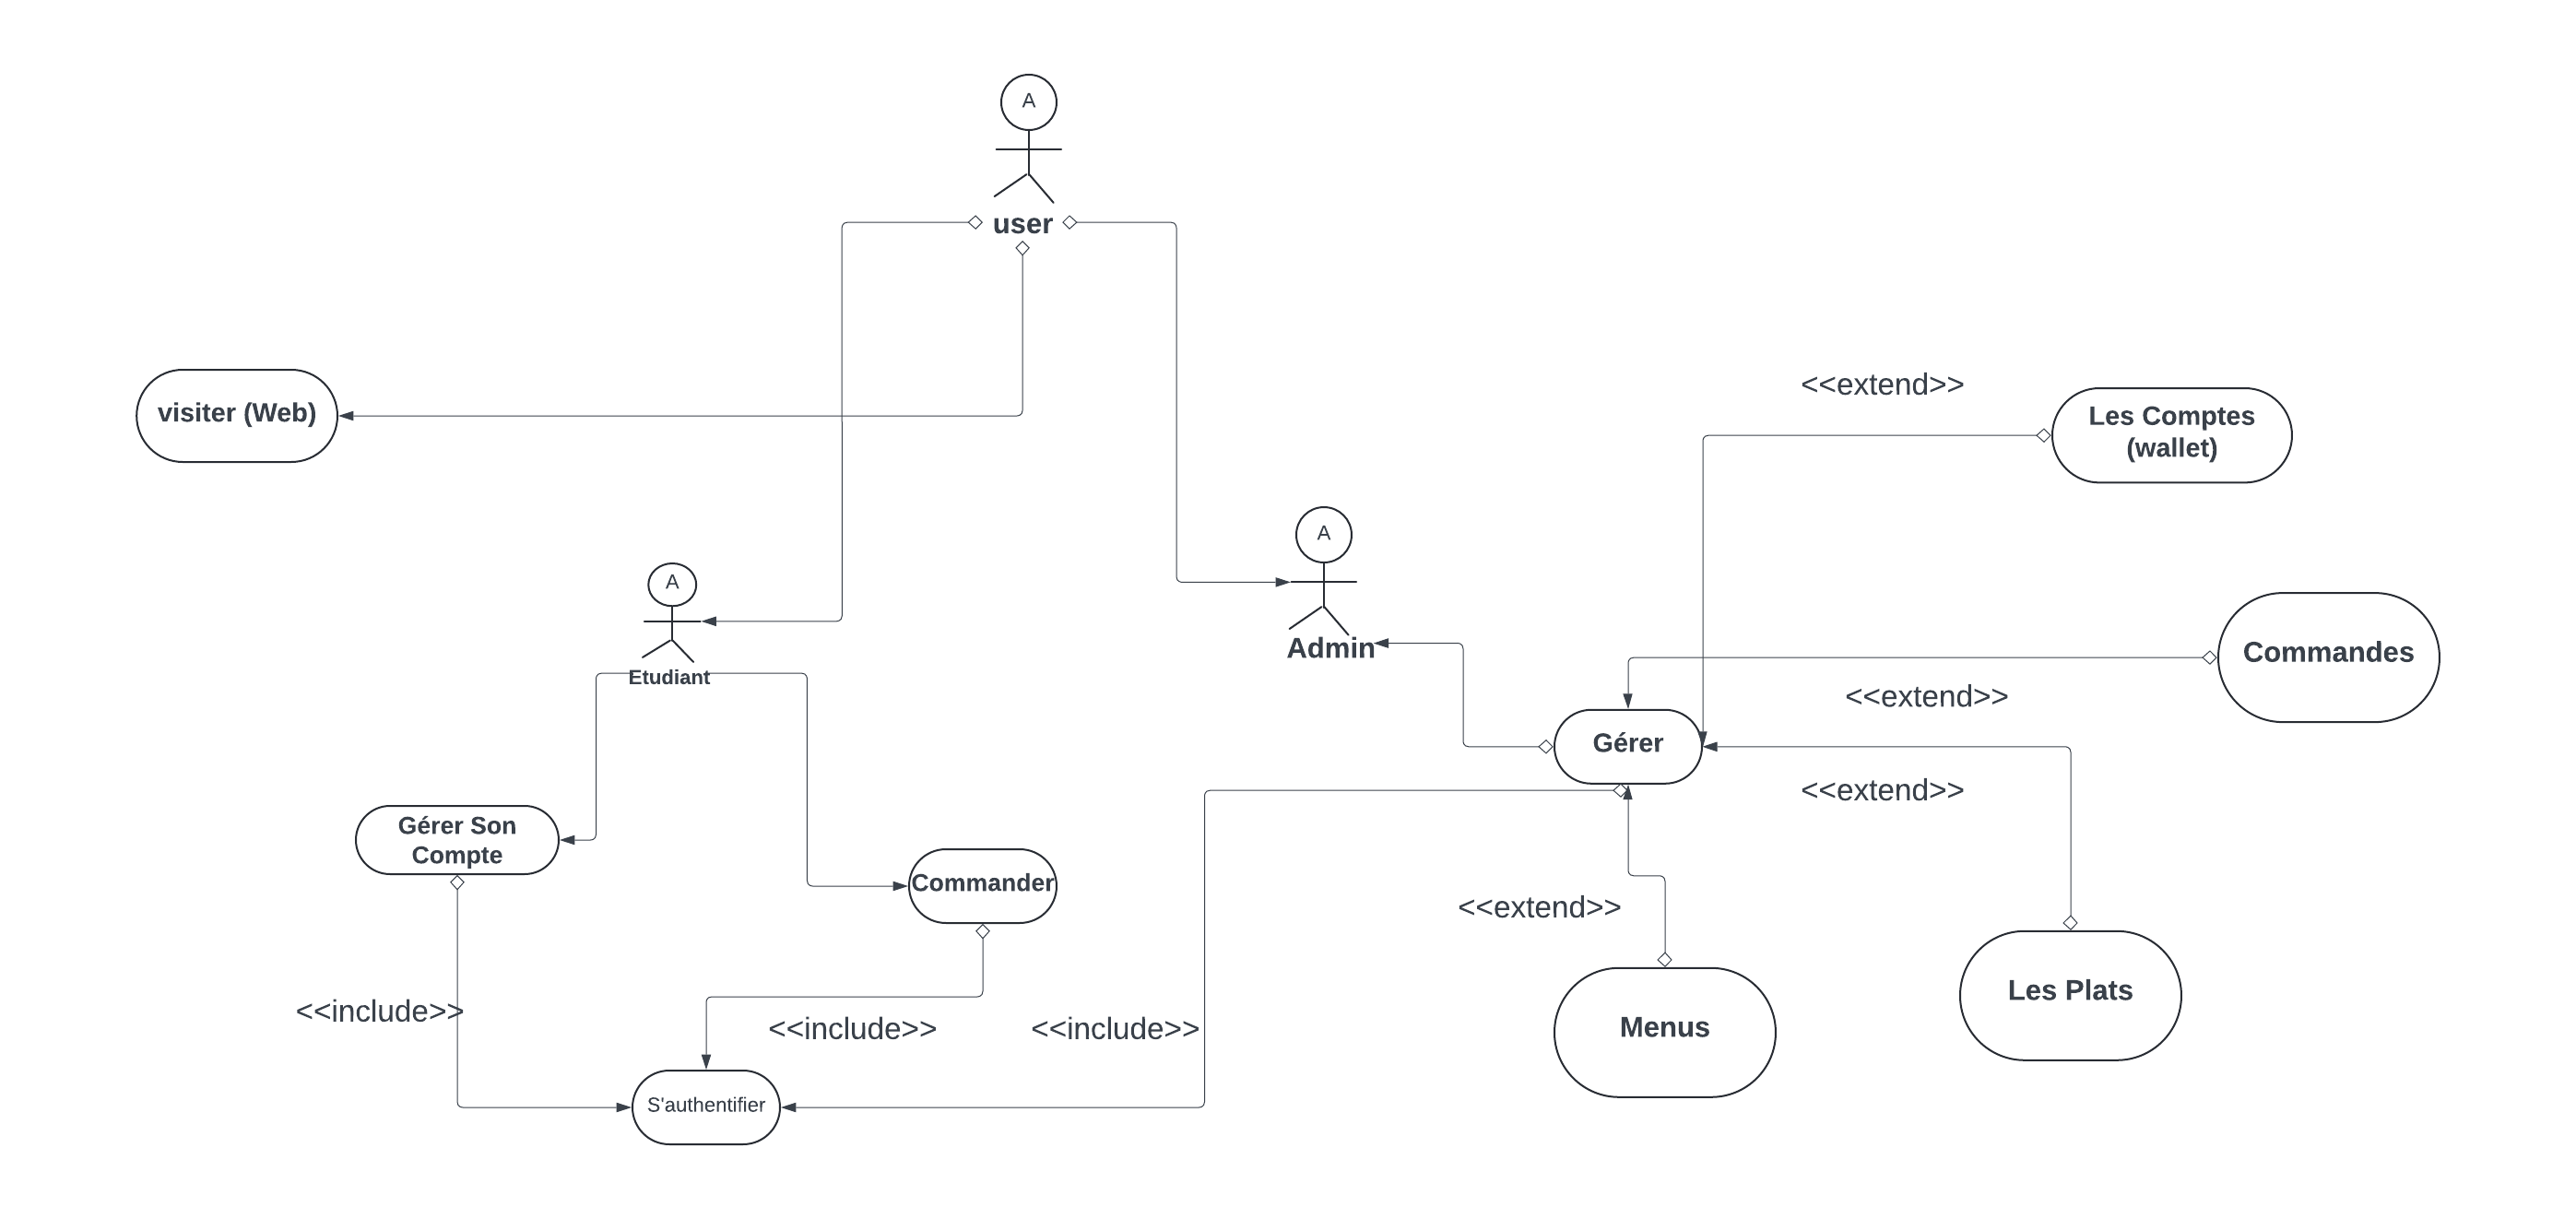 A
user
visiter (Web)
<<extend>>
Les Comptes
(wallet)
A
Admin
A
Etudiant
Commandes
<<extend>>
Gérer
<<extend>>
Gérer Son
Compte
Commander
<<extend>>
Les Plats
Menus
<<include>>
<<include>>
<<include>>
S'authentifier